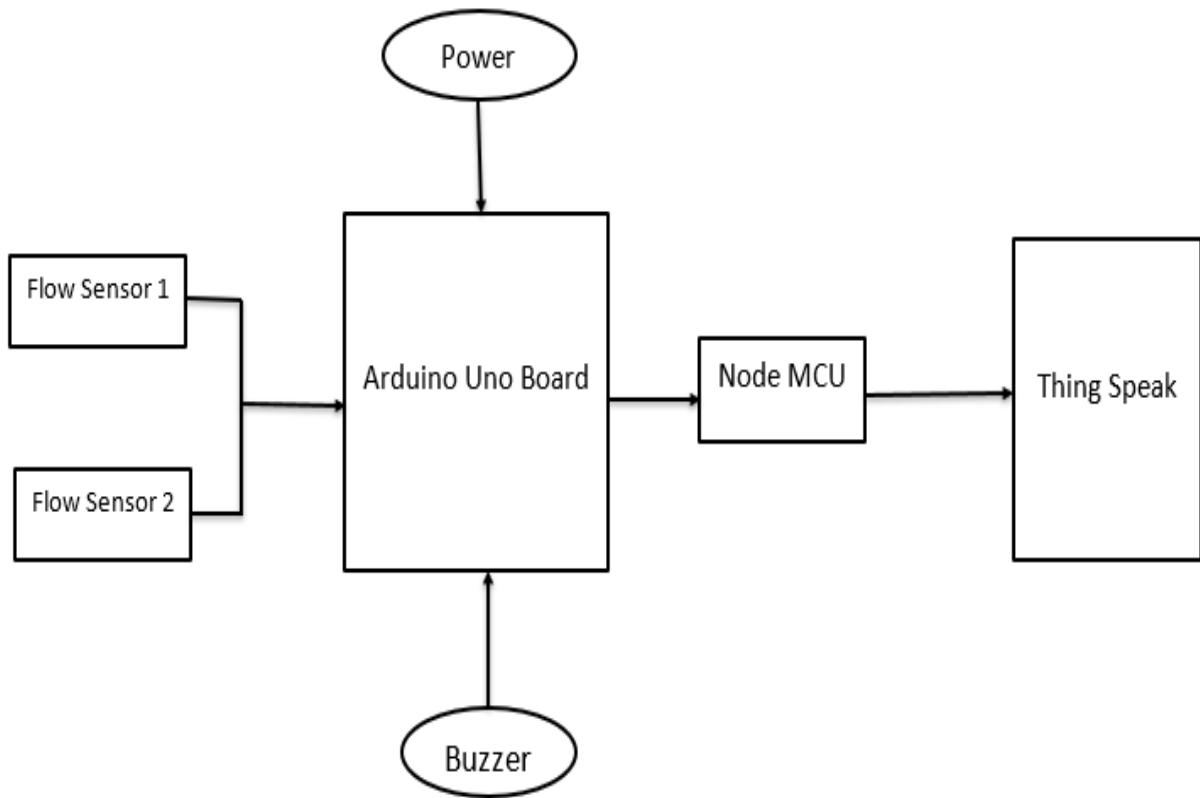 Power
Flow Sensor 1
Arduino Uno Board
Node MCU
Thing Speak
Flow Sensor 2
Buzzer